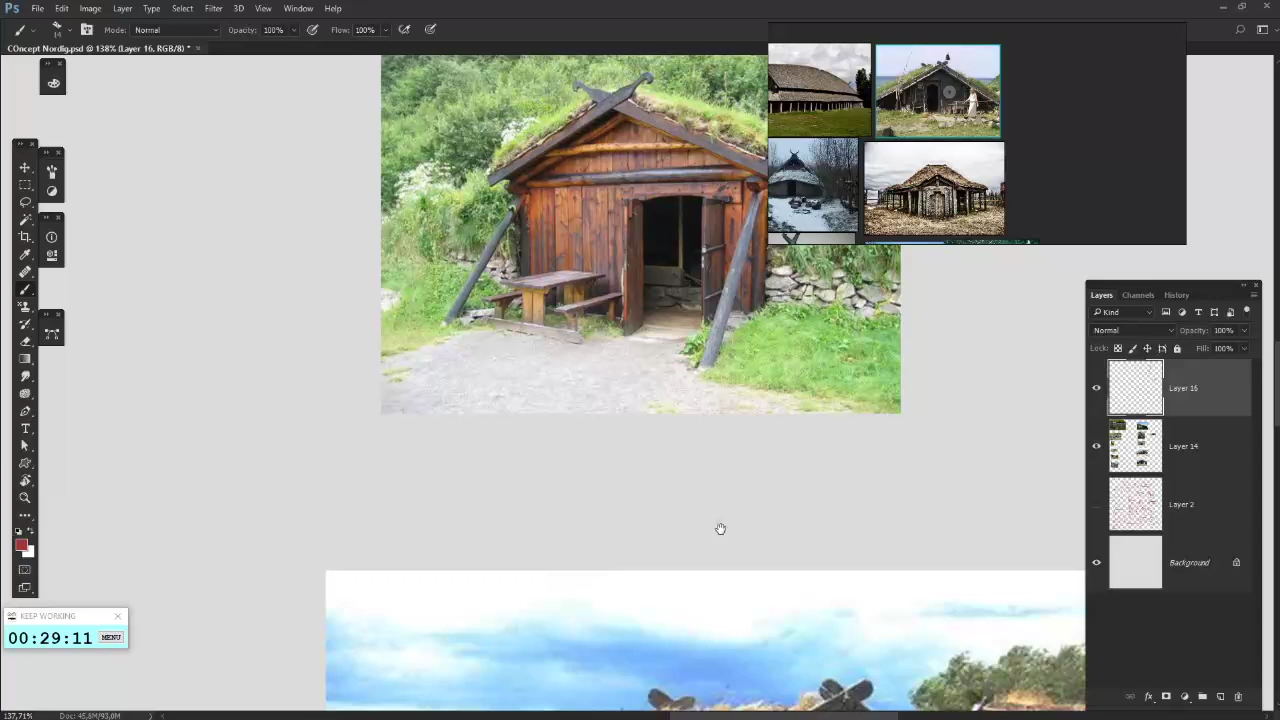 Ps File Edit Image Layer Type Select Filter 3D View Window Help
14 Mode: Normal Opacity: 100% Flow: 100%
COncept Nordig.psd @ 138% (Layer 16, RGB/8) *
Layers Channels History
Kind
Normal Opacity: 100%
Lock: Fill: 100%
Layer 16
Layer 14
Layer 2
Background
KEEP WORKING
00:29:11 MENU
137,71% Doc: 45,8M/93,0M